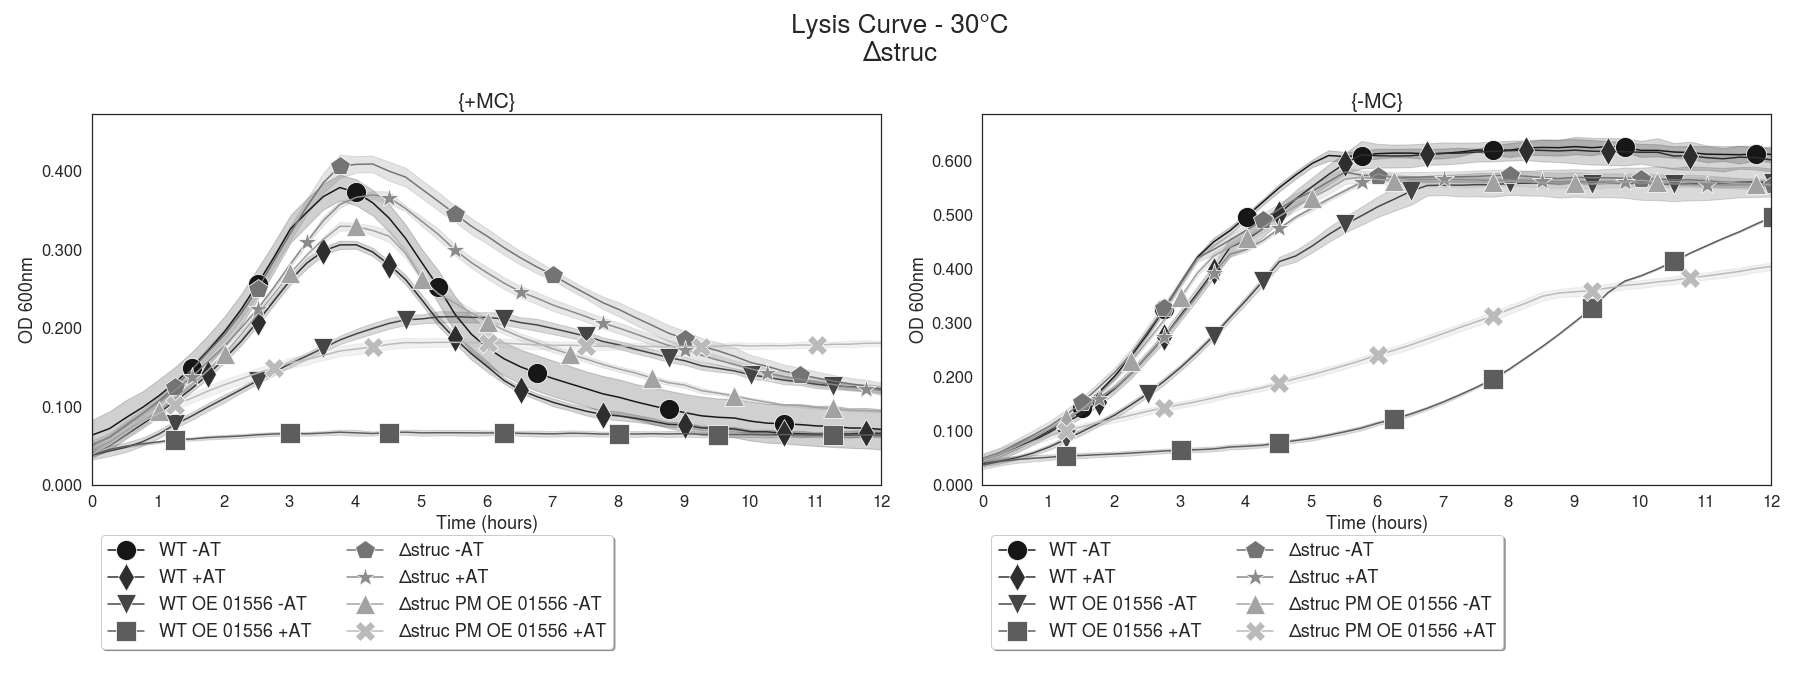 Lysis Curve - 30°C
Δstruc
{+MC}
OD 600nm
0.400
0.300
0.200
0.100
0.000
0 1 2 3 4 5 6 7 8 9 10 11 12
Time (hours)
WT -AT
WT +AT
WT OE 01556 -AT
WT OE 01556 +AT
Δstruc -AT
Δstruc +AT
Δstruc PM OE 01556 -AT
Δstruc PM OE 01556 +AT
{-MC}
OD 600nm
0.600
0.500
0.400
0.300
0.200
0.100
0.000
0 1 2 3 4 5 6 7 8 9 10 11 12
Time (hours)
WT -AT
WT +AT
WT OE 01556 -AT
WT OE 01556 +AT
Δstruc -AT
Δstruc +AT
Δstruc PM OE 01556 -AT
Δstruc PM OE 01556 +AT